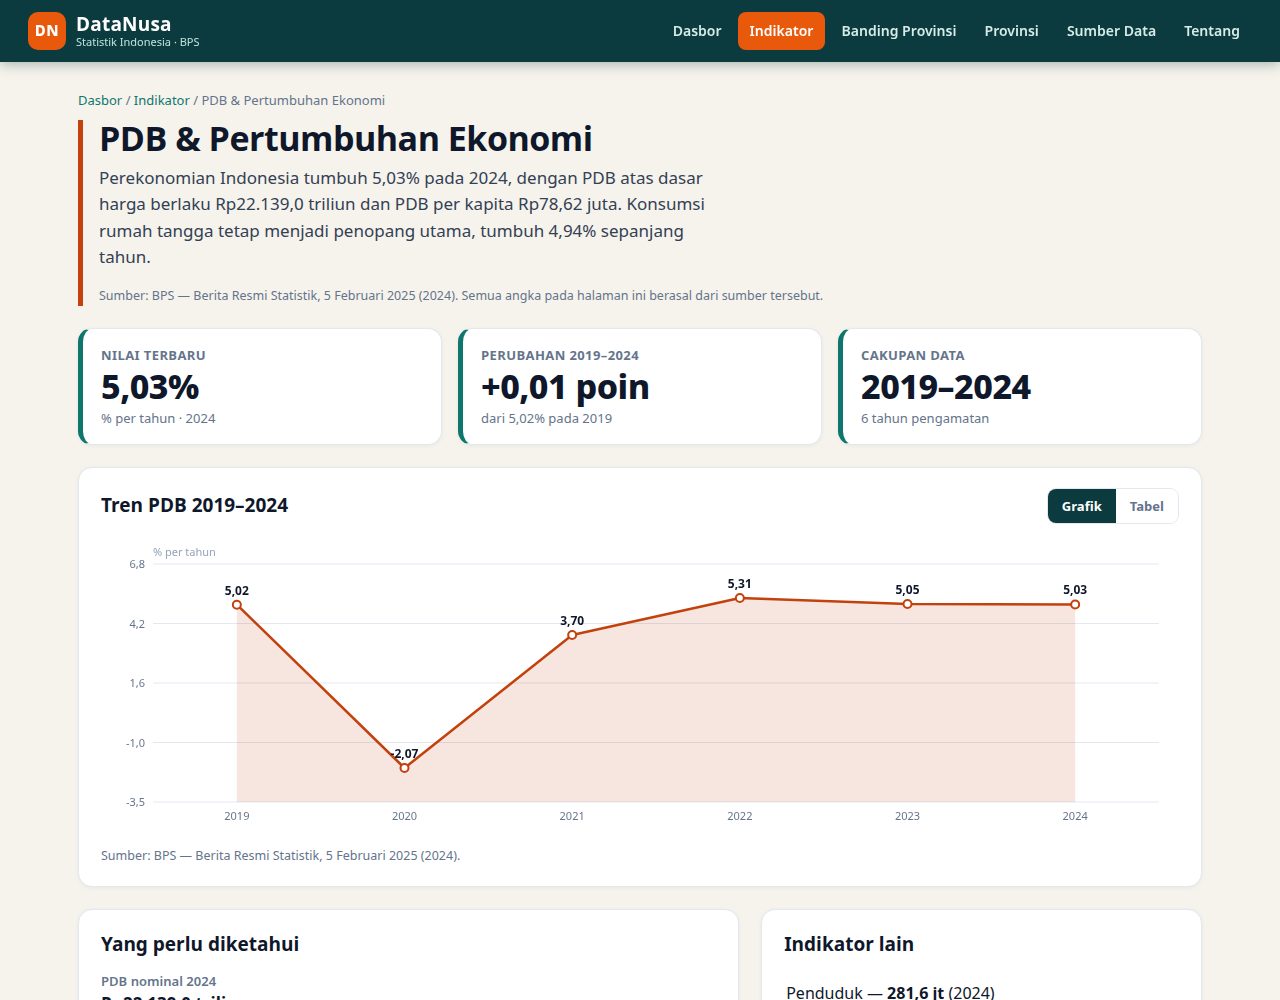 DN
DataNusa
Statistik Indonesia · BPS
Dasbor
Indikator
Banding Provinsi
Provinsi
Sumber Data
Tentang
Dasbor / Indikator / PDB & Pertumbuhan Ekonomi
PDB & Pertumbuhan Ekonomi
Perekonomian Indonesia tumbuh 5,03% pada 2024, dengan PDB atas dasar
harga berlaku Rp22.139,0 triliun dan PDB per kapita Rp78,62 juta. Konsumsi
rumah tangga tetap menjadi penopang utama, tumbuh 4,94% sepanjang
tahun.
Sumber: BPS — Berita Resmi Statistik, 5 Februari 2025 (2024). Semua angka pada halaman ini berasal dari sumber tersebut.
NILAI TERBARU
5,03%
% per tahun · 2024
PERUBAHAN 2019–2024
+0,01 poin
dari 5,02% pada 2019
CAKUPAN DATA
2019–2024
6 tahun pengamatan
Tren PDB 2019–2024
Grafik
Tabel
% per tahun
6,8
4,2
1,6
-1,0
-3,5
5,02
-2,07
3,70
5,31
5,05
5,03
2019
2020
2021
2022
2023
2024
Sumber: BPS — Berita Resmi Statistik, 5 Februari 2025 (2024).
Yang perlu diketahui
PDB nominal 2024
Indikator lain
Penduduk — 281,6 jt (2024)